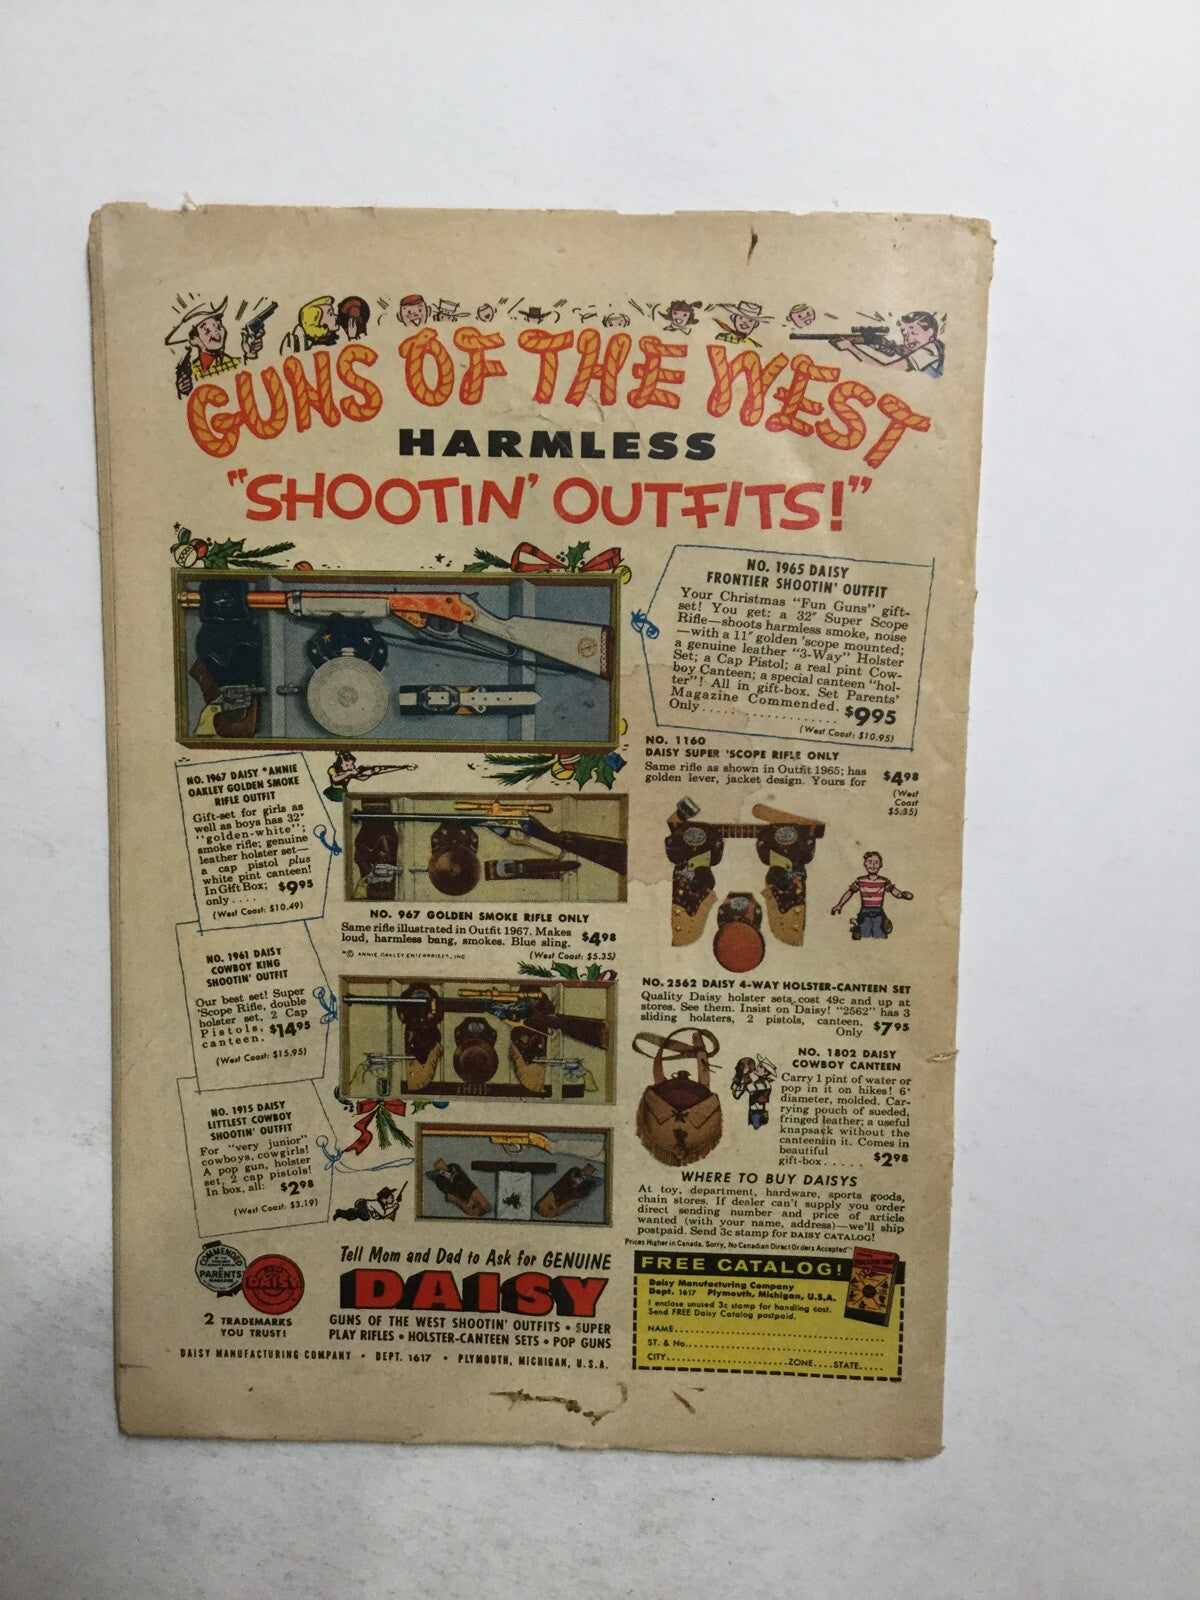 GUNS OF THE WEST
HARMLESS
"SHOOTIN' OUTFITS!"
NO. 1965 DAISY
FRONTIER SHOOTIN' OUTFIT
Your Christmas "Fun Guns" gift-
set! You get: a 32" Super Scope
Rifle—shoots harmless smoke, noise
—with a 11" golden 'scope mounted;
a genuine leather "3-Way" Holster
Set; a Cap Pistol; a real pint Cow-
boy Canteen; a special canteen "hol-
ter"! All in gift-box. Set Parents'
Magazine Commended.
Only.................. $9.95
(West Coast: $10.95)
NO. 1160
DAISY SUPER 'SCOPE RIFLE ONLY
Same rifle as shown in Outfit 1965; has
golden lever, jacket design. Yours for $4.98
(West
Coast
$5.35)
NO. 1967 DAISY *ANNIE
OAKLEY GOLDEN SMOKE
RIFLE OUTFIT
Gift-set for girls as
well as boys has 32"
"golden-white";
smoke rifle; genuine
leather holster set—
a cap pistol plus
white pint canteen!
In Gift Box; $9.95
only....
(West Coast: $10.49)
NO. 967 GOLDEN SMOKE RIFLE ONLY
Same rifle illustrated in Outfit 1967. Makes
loud, harmless bang, smokes. Blue sling. $4.98
*© ANNIE OAKLEY ENTERPRISES, INC (West Coast: $5.35)
NO. 1961 DAISY
COWBOY KING
SHOOTIN' OUTFIT
Our best set! Super
'Scope Rifle, double
holster set, 2 Cap
Pistols, $14.95
canteen.
(West Coast: $15.95)
NO. 1915 DAISY
LITTLEST COWBOY
SHOOTIN' OUTFIT
For "very junior"
cowboys, cowgirls!
A pop gun, holster
set, 2 cap pistols!
In box, all: $2.98
(West Coast: $3.19)
NO. 2562 DAISY 4-WAY HOLSTER-CANTEEN SET
Quality Daisy holster sets, cost 49c and up at
stores. See them. Insist on Daisy! "2562" has 3
sliding holsters, 2 pistols, canteen.
Only $7.95
NO. 1802 DAISY
COWBOY CANTEEN
Carry 1 pint of water or
pop in it on hikes! 6"
diameter, molded. Car-
rying pouch of sueded,
fringed leather; a useful
knapsack without the
canteen in it. Comes in
beautiful
gift-box..... $2.98
WHERE TO BUY DAISYS
At toy, department, hardware, sports goods,
chain stores. If dealer can't supply you order
direct sending number and price of article
wanted (with your name, address)—we'll ship
postpaid. Send 3c stamp for DAISY CATALOG!
Prices Higher in Canada. Sorry, No Canadian Direct Orders Accepted
COMMENDED
PARENTS'
MAGAZINE
DAISY
2 TRADEMARKS
YOU TRUST!
Tell Mom and Dad to Ask for GENUINE
DAISY
GUNS OF THE WEST SHOOTIN' OUTFITS • SUPER
PLAY RIFLES • HOLSTER-CANTEEN SETS • POP GUNS
DAISY MANUFACTURING COMPANY • DEPT. 1617 • PLYMOUTH, MICHIGAN, U.S.A.
FREE CATALOG!
Daisy Manufacturing Company
Dept. 1617 Plymouth, Michigan, U.S.A.
I enclose unused 3c stamp for handling cost.
Send FREE Daisy Catalog postpaid.
NAME
ST. & No.
CITY ZONE STATE